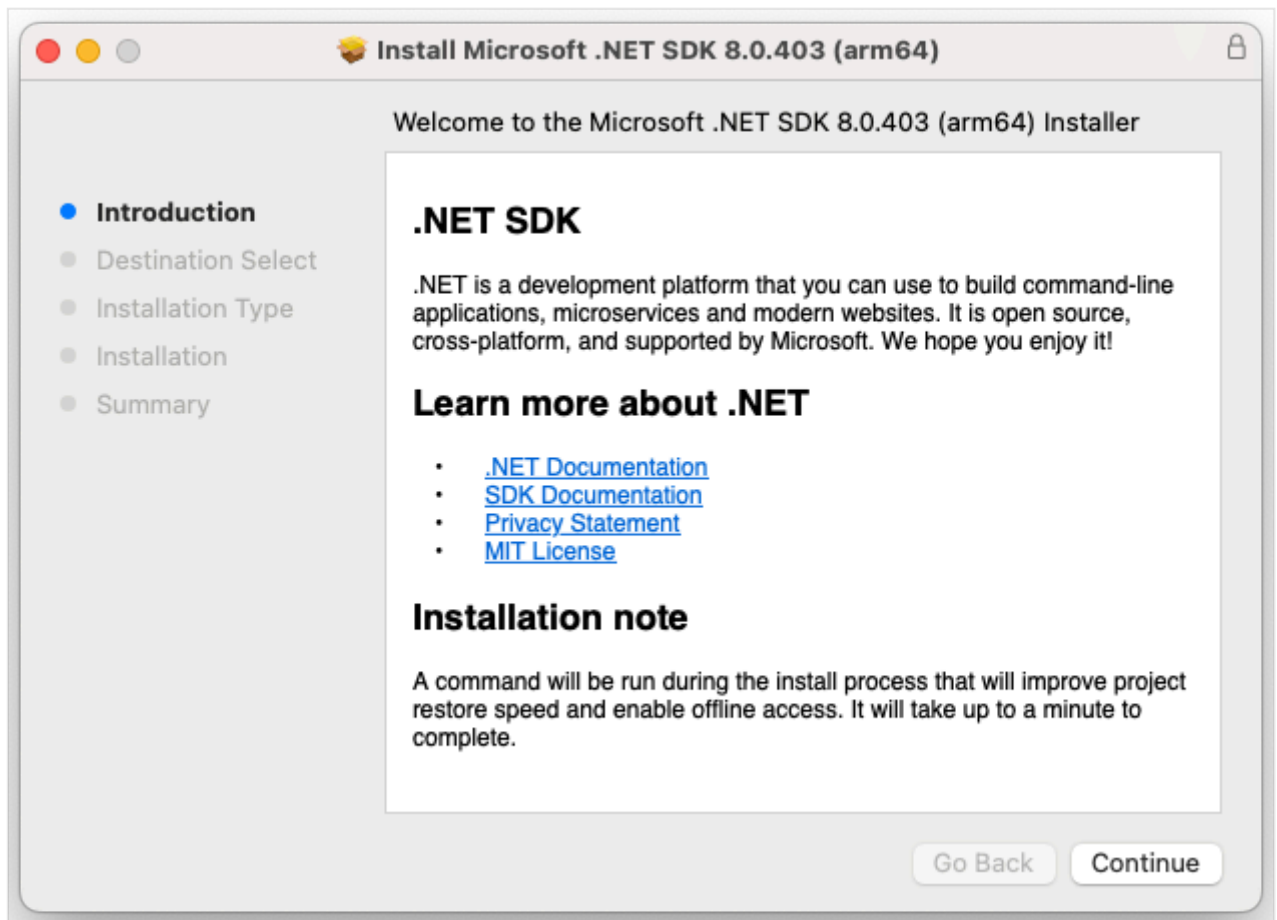 Install Microsoft .NET SDK 8.0.403 (arm64)
Welcome to the Microsoft .NET SDK 8.0.403 (arm64) Installer
Introduction
Destination Select
Installation Type
Installation
Summary
.NET SDK
.NET is a development platform that you can use to build command-line
applications, microservices and modern websites. It is open source,
cross-platform, and supported by Microsoft. We hope you enjoy it!
Learn more about .NET
• .NET Documentation
• SDK Documentation
• Privacy Statement
• MIT License
Installation note
A command will be run during the install process that will improve project
restore speed and enable offline access. It will take up to a minute to
complete.
Go Back
Continue